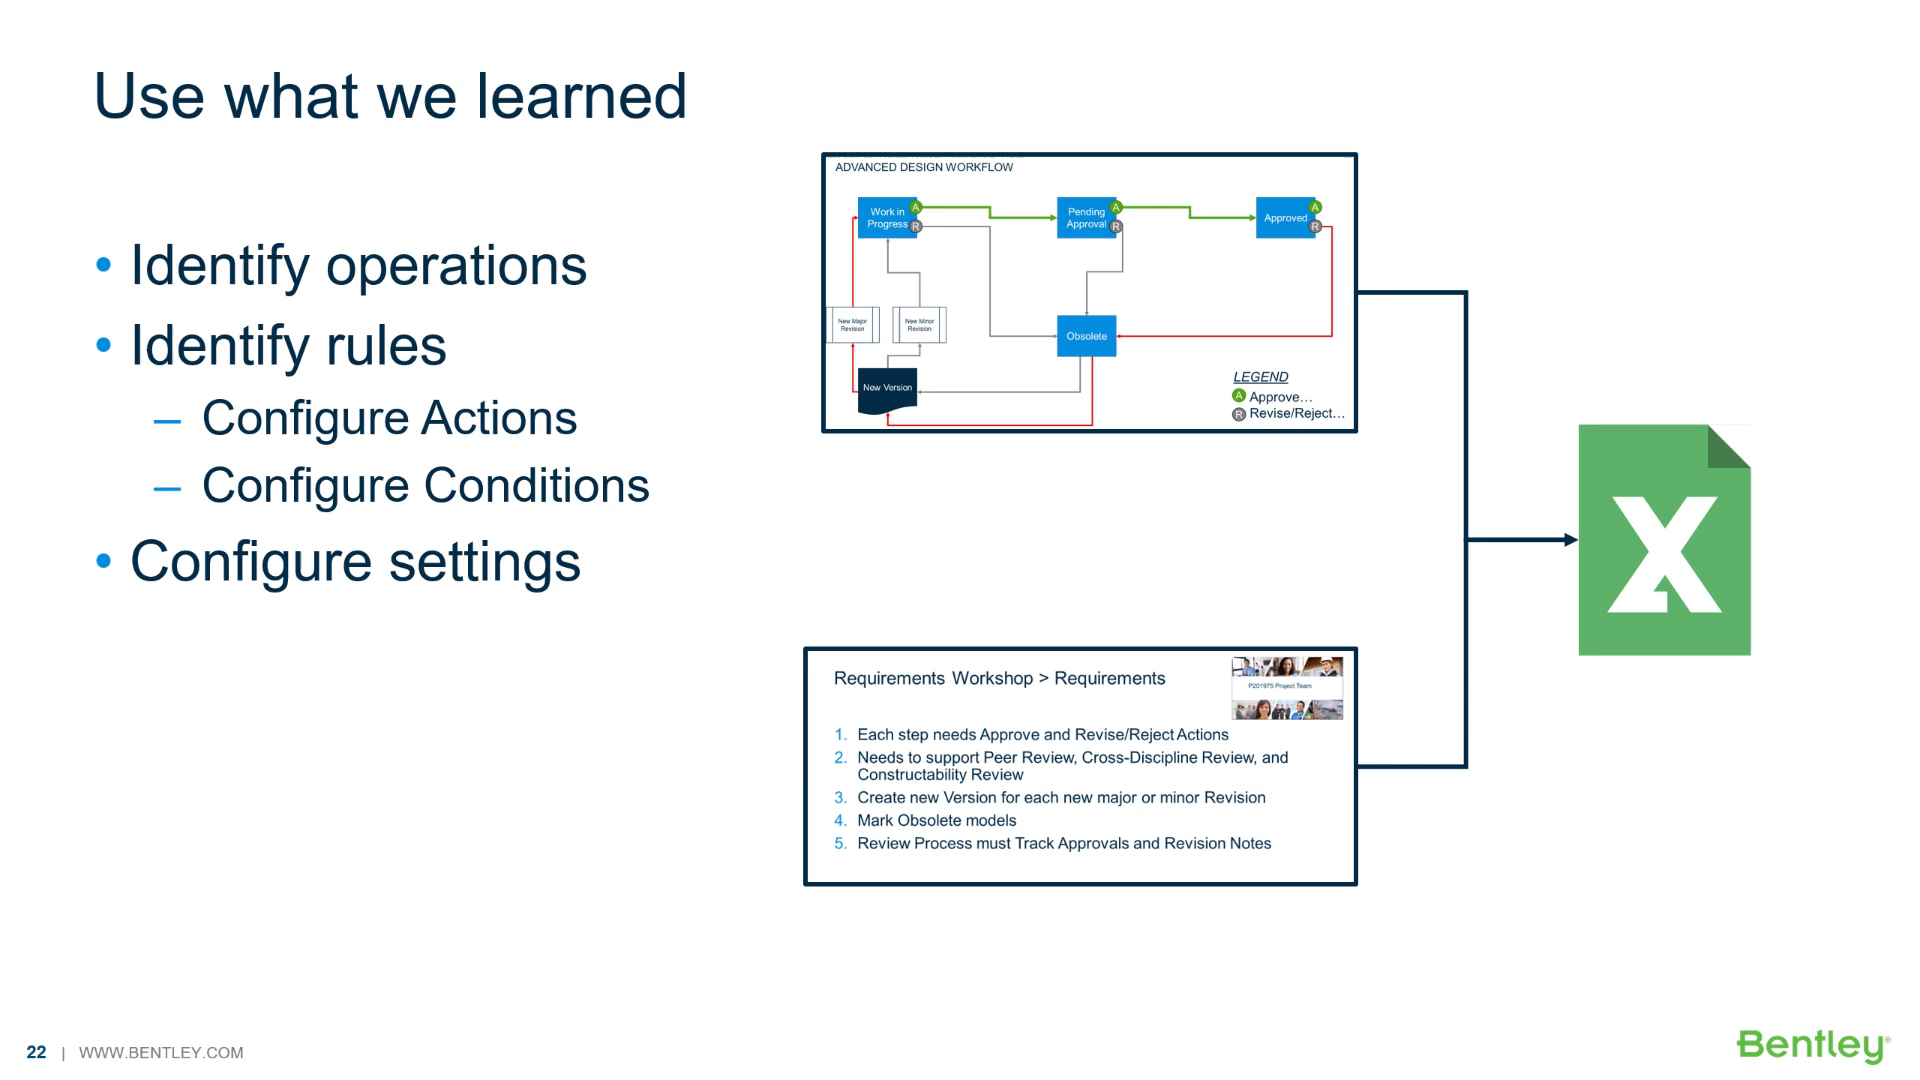 Use what we learned
• Identify operations
• Identify rules
– Configure Actions
– Configure Conditions
• Configure settings
ADVANCED DESIGN WORKFLOW
Work in
Progress
A
R
Pending
Approval
A
R
Approved
A
R
New Major
Revision
New Minor
Revision
Obsolete
New Version
LEGEND
A Approve…
R Revise/Reject…
X
Requirements Workshop > Requirements
P201975 Project Team
1. Each step needs Approve and Revise/Reject Actions
2. Needs to support Peer Review, Cross-Discipline Review, and
Constructability Review
3. Create new Version for each new major or minor Revision
4. Mark Obsolete models
5. Review Process must Track Approvals and Revision Notes
22 | WWW.BENTLEY.COM
Bentley®